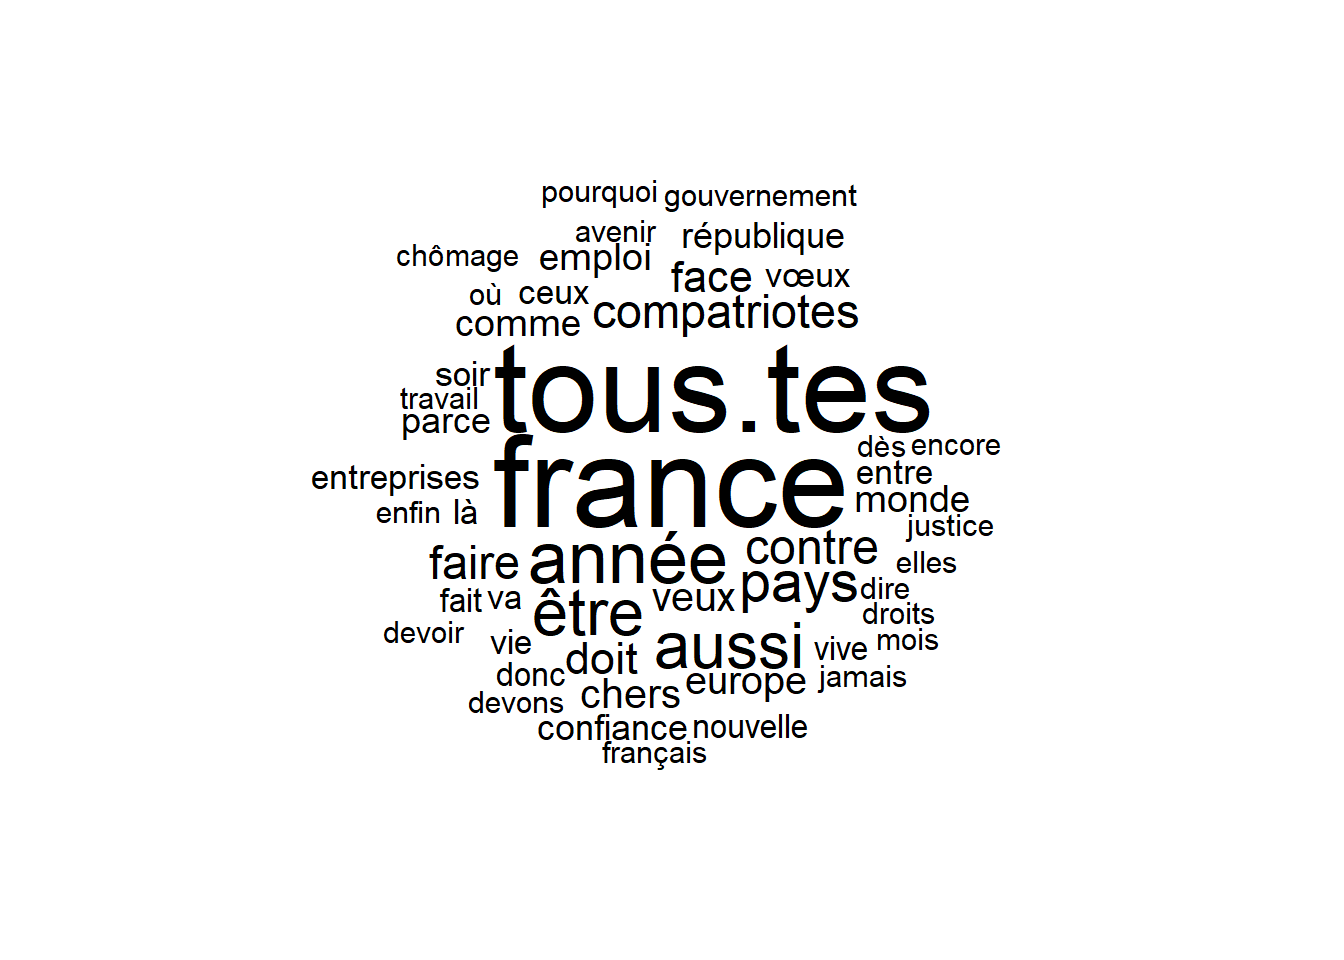 pourquoi gouvernement
avenir république
chômage emploi
face vœux
où ceux
comme compatriotes
soir tous.tes
travail
parce
dès encore
entreprises france entre
monde
enfin là
justice
faire année contre
elles
pays
fait va être veux dire
droits
devoir vie aussi vive mois
donc doit
chers europe jamais
devons
confiance nouvelle
français